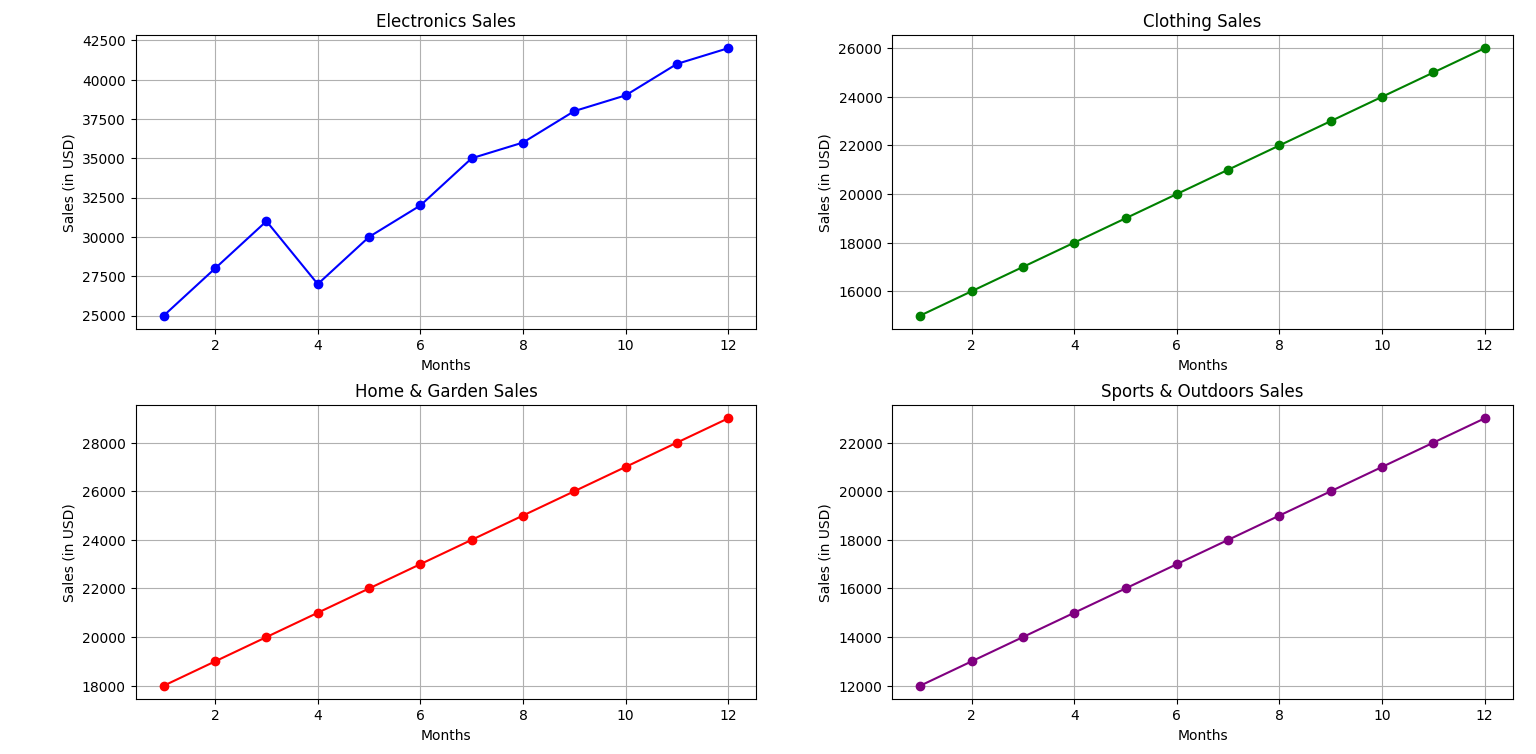 Electronics Sales
42500
40000
37500
35000
32500
30000
27500
25000
Sales (in USD)
2 4 6 8 10 12
Months
Clothing Sales
26000
24000
22000
20000
18000
16000
Sales (in USD)
2 4 6 8 10 12
Months
Home & Garden Sales
28000
26000
24000
22000
20000
18000
Sales (in USD)
2 4 6 8 10 12
Months
Sports & Outdoors Sales
22000
20000
18000
16000
14000
12000
Sales (in USD)
2 4 6 8 10 12
Months